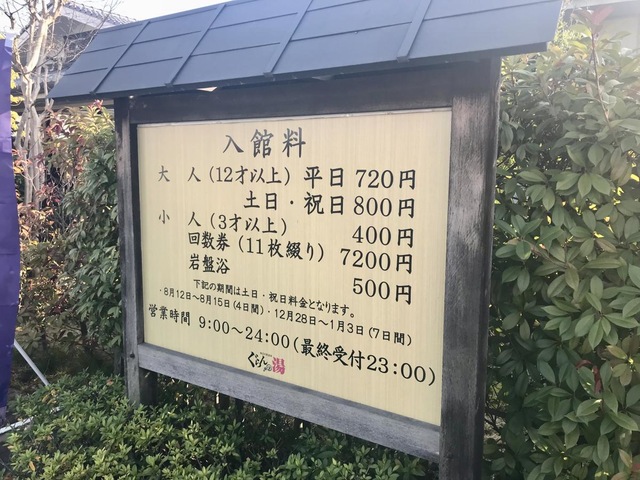 入館料
大 人(12才以上) 平日 720円
土日・祝日 800円
小 人(3才以上) 400円
回数券(11枚綴り) 7200円
岩盤浴 500円
下記の期間は土日・祝日料金となります。
・8月12日～8月15日(4日間)・12月28日～1月3日(7日間)
営業時間 9:00～24:00(最終受付23:00)
ぐらんの湯